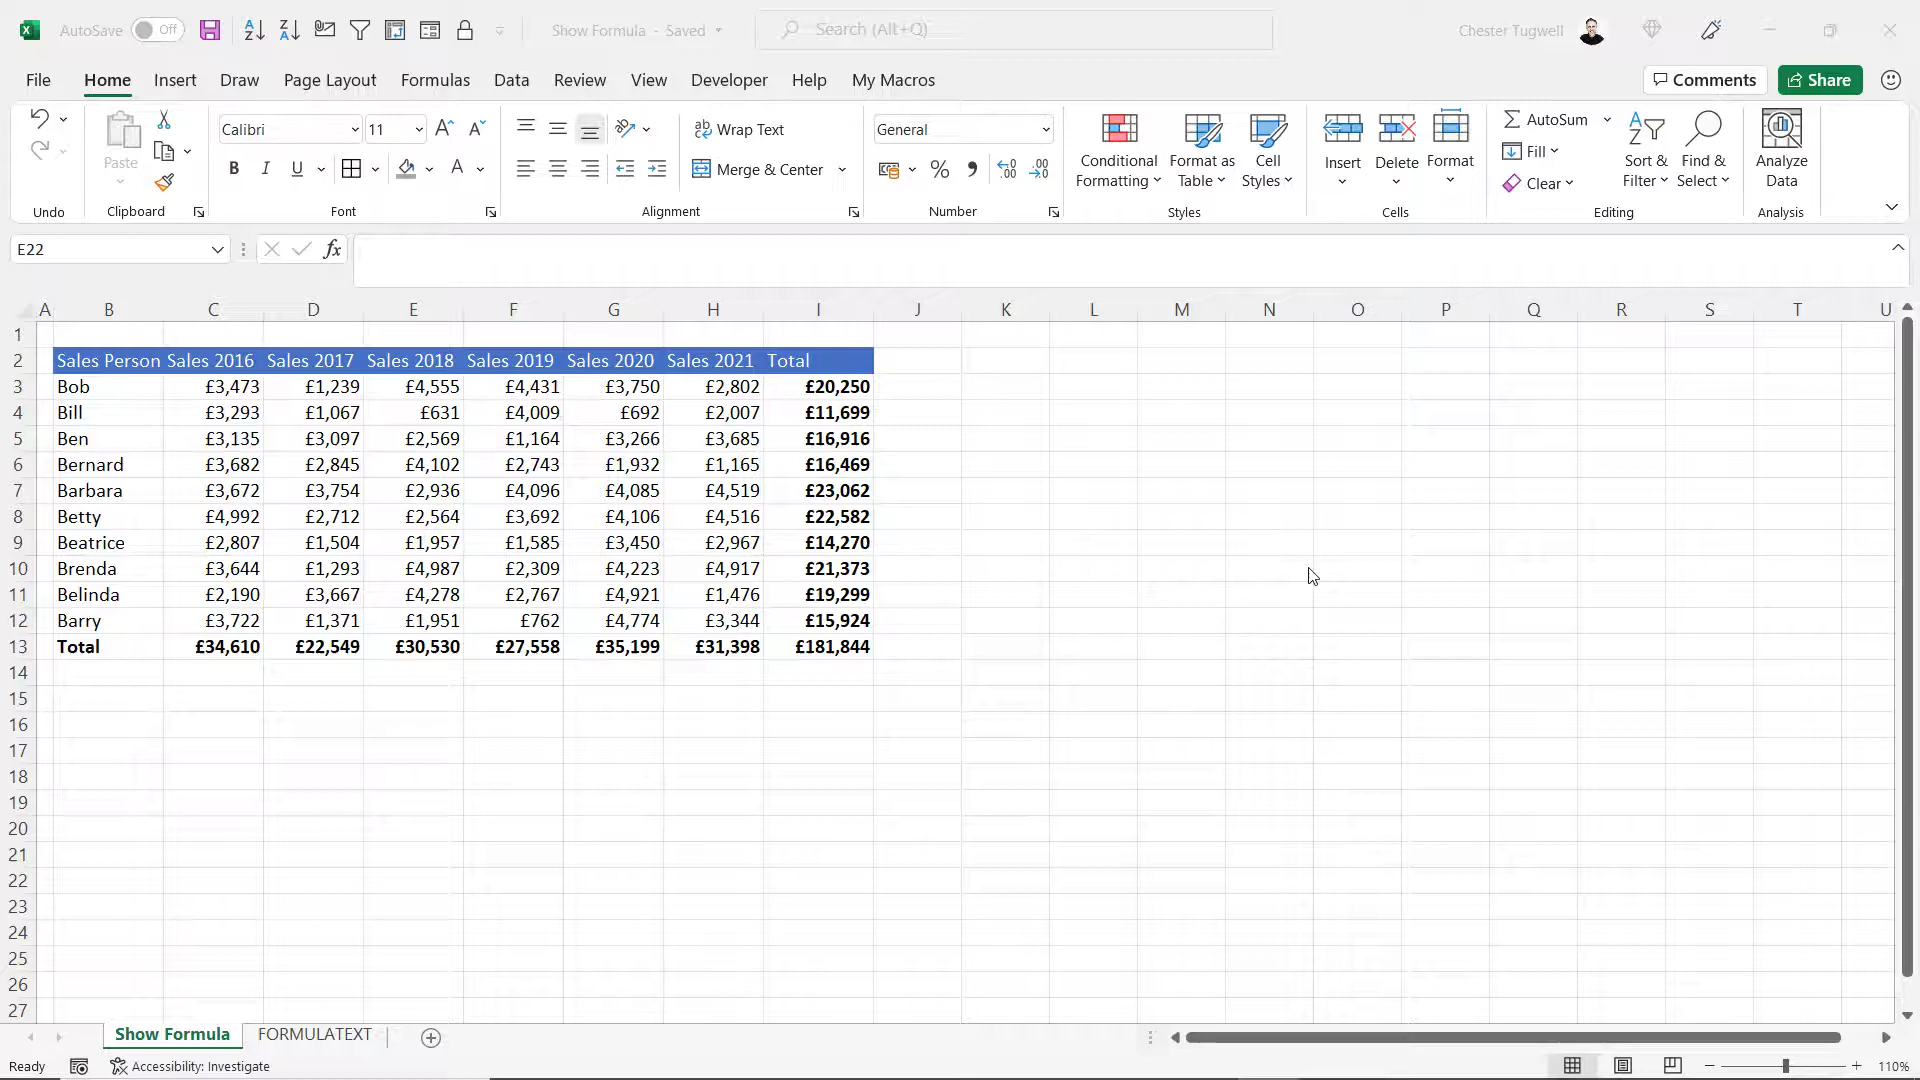 AutoSave Off Show Formula - Saved Search (Alt+Q) Chester Tugwell
File Home Insert Draw Page Layout Formulas Data Review View Developer Help My Macros Comments Share
Calibri 11 Wrap Text General AutoSum
Paste B I U Merge & Center Conditional Formatting Format as Table Cell Styles Insert Delete Format Fill Sort & Filter Find & Select Analyze Data
Clear
Undo Clipboard Font Alignment Number Styles Cells Editing Analysis
E22 fx
A B C D E F G H I J K L M N O P Q R S T U
1
2 Sales Person Sales 2016 Sales 2017 Sales 2018 Sales 2019 Sales 2020 Sales 2021 Total
3 Bob £3,473 £1,239 £4,555 £4,431 £3,750 £2,802 £20,250
4 Bill £3,293 £1,067 £631 £4,009 £692 £2,007 £11,699
5 Ben £3,135 £3,097 £2,569 £1,164 £3,266 £3,685 £16,916
6 Bernard £3,682 £2,845 £4,102 £2,743 £1,932 £1,165 £16,469
7 Barbara £3,672 £3,754 £2,936 £4,096 £4,085 £4,519 £23,062
8 Betty £4,992 £2,712 £2,564 £3,692 £4,106 £4,516 £22,582
9 Beatrice £2,807 £1,504 £1,957 £1,585 £3,450 £2,967 £14,270
10 Brenda £3,644 £1,293 £4,987 £2,309 £4,223 £4,917 £21,373
11 Belinda £2,190 £3,667 £4,278 £2,767 £4,921 £1,476 £19,299
12 Barry £3,722 £1,371 £1,951 £762 £4,774 £3,344 £15,924
13 Total £34,610 £22,549 £30,530 £27,558 £35,199 £31,398 £181,844
14
15
16
17
18
19
20
21
22
23
24
25
26
27
Show Formula FORMULATEXT
Ready Accessibility: Investigate 110%